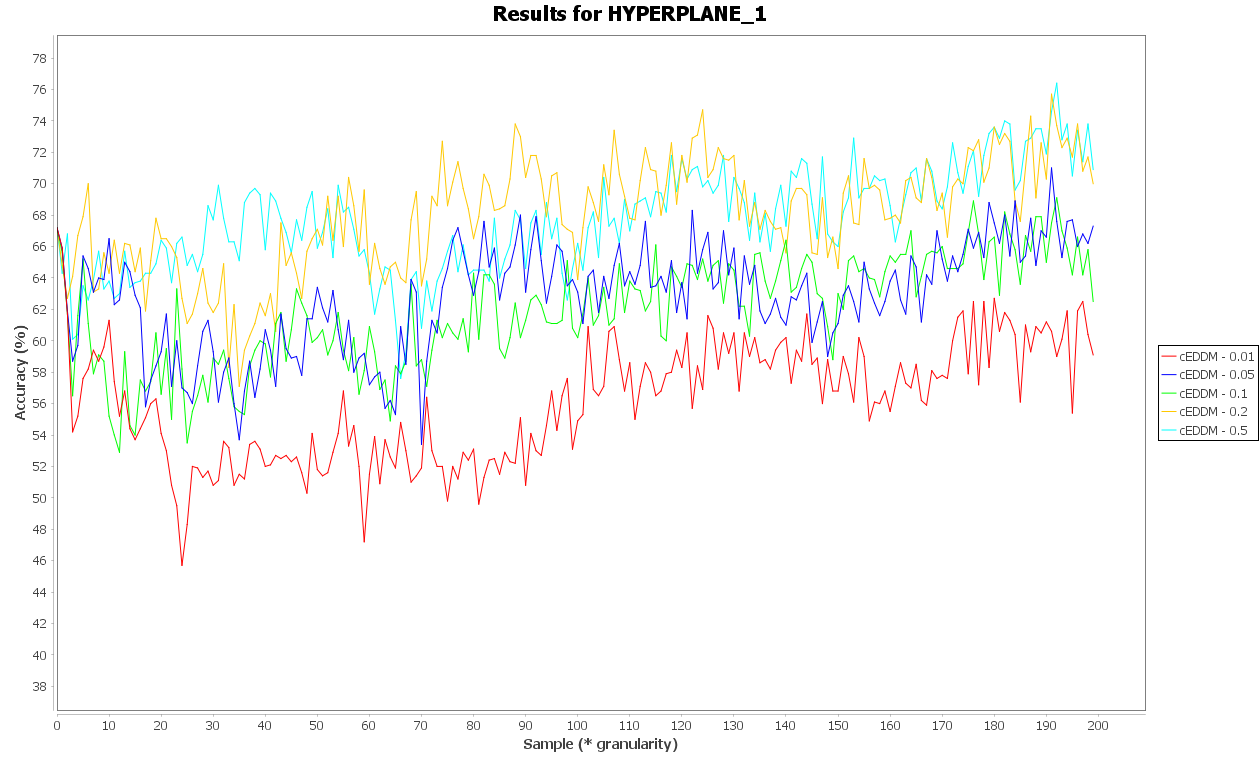 Results for HYPERPLANE_1
Accuracy (%)
78
76
74
72
70
68
66
64
62
60
58
56
54
52
50
48
46
44
42
40
38
0 10 20 30 40 50 60 70 80 90 100 110 120 130 140 150 160 170 180 190 200
Sample (* granularity)
cEDDM - 0.01
cEDDM - 0.05
cEDDM - 0.1
cEDDM - 0.2
cEDDM - 0.5